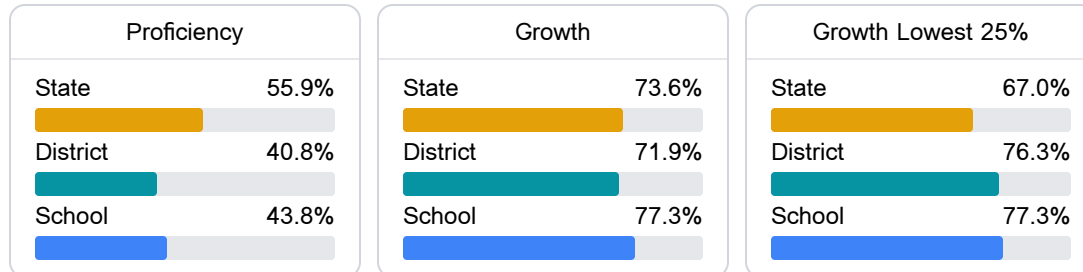 Proficiency
State 55.9%
District 40.8%
School 43.8%
Growth
State 73.6%
District 71.9%
School 77.3%
Growth Lowest 25%
State 67.0%
District 76.3%
School 77.3%